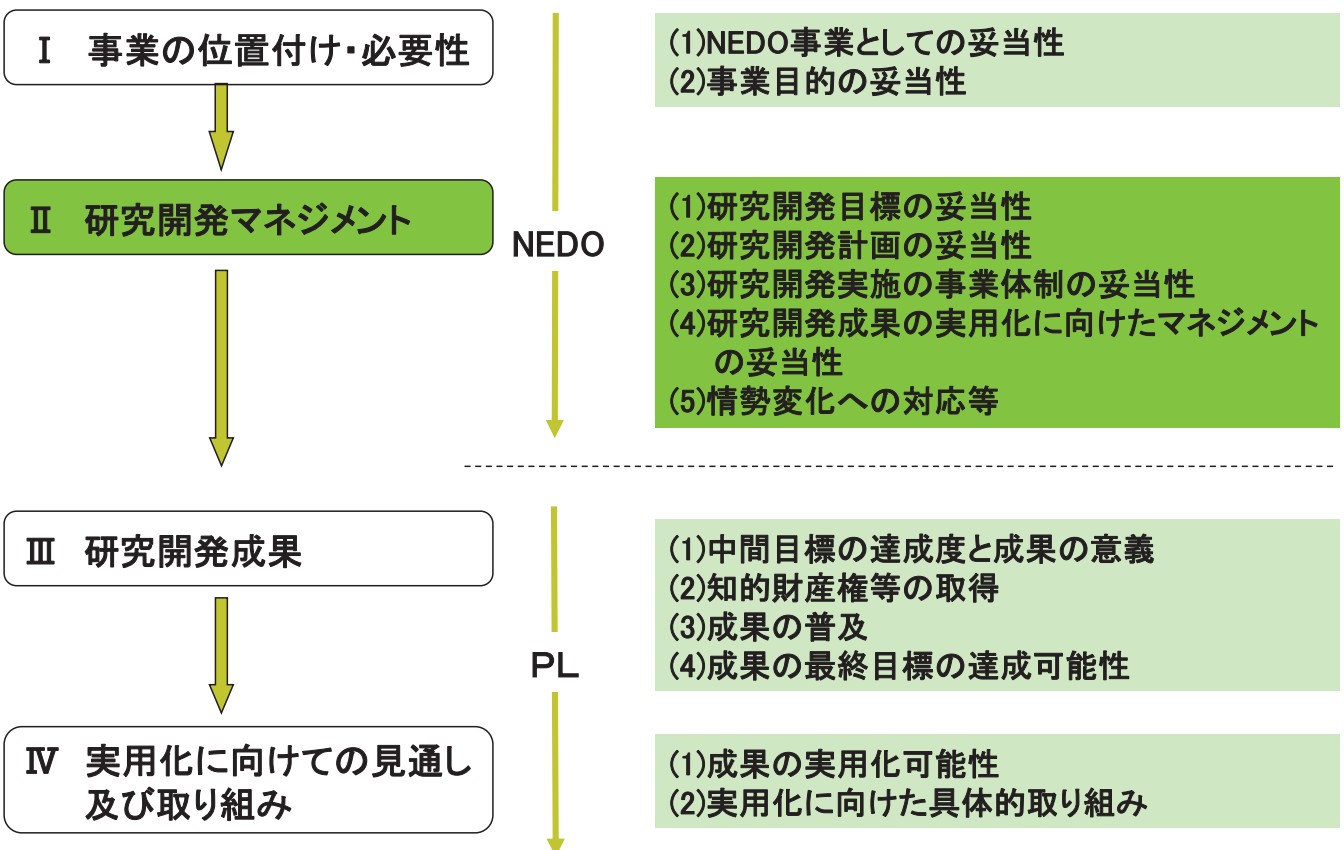 Ⅰ 事業の位置付け・必要性
(1)NEDO事業としての妥当性
(2)事業目的の妥当性
Ⅱ 研究開発マネジメント
NEDO
(1)研究開発目標の妥当性
(2)研究開発計画の妥当性
(3)研究開発実施の事業体制の妥当性
(4)研究開発成果の実用化に向けたマネジメント
の妥当性
(5)情勢変化への対応等
Ⅲ 研究開発成果
PL
(1)中間目標の達成度と成果の意義
(2)知的財産権等の取得
(3)成果の普及
(4)成果の最終目標の達成可能性
Ⅳ 実用化に向けての見通し
及び取り組み
(1)成果の実用化可能性
(2)実用化に向けた具体的取り組み